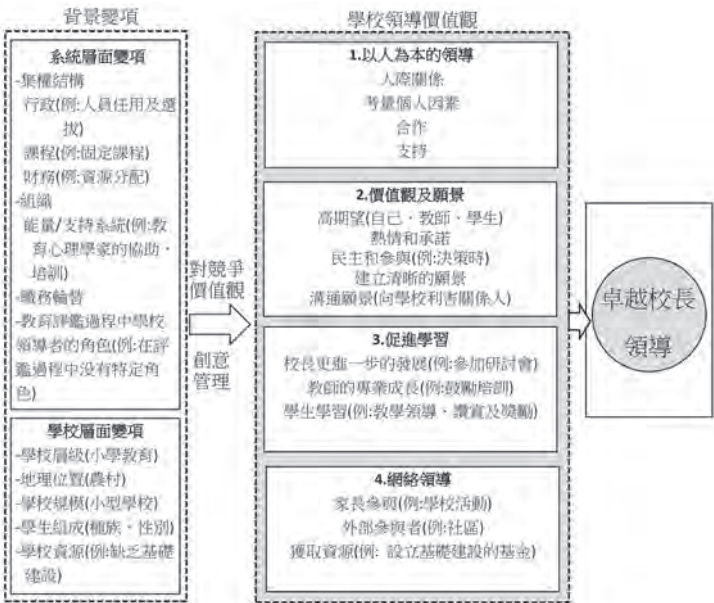 背景變項
系統層面變項
-集權結構
行政(例:人員任用及選
拔)
課程(例:固定課程)
財務(例:資源分配)
-組織
能量/支持系統(例:教
育心理學家的協助、
培訓)
-職務輪替
-教育評鑑過程中學校
領導者的角色(例:在評
鑑過程中没有特定角
色)
學校層面變項
-學校層級(小學教育)
-地理位置(農村)
-學校規模(小型學校)
-學生組成(種族、性別)
-學校資源(例:缺乏基礎
建設)
對競爭
價值觀
創意
管理
學校領導價值觀
1.以人為本的領導
人際關係
考量個人因素
合作
支持
2.價值觀及願景
高期望(自己、教師、學生)
熱情和承諾
民主和參與(例:決策時)
建立清晰的願景
溝通願景(向學校利害關係人)
3.促進學習
校長更進一步的發展(例:參加研討會)
教師的專業成長(例:鼓勵培訓)
學生學習(例:教學領導、讚賞及獎勵)
4.網絡領導
家長參與(例:學校活動)
外部參與者(例:社區)
獲取資源(例: 設立基礎建設的基金)
卓越校長
領導